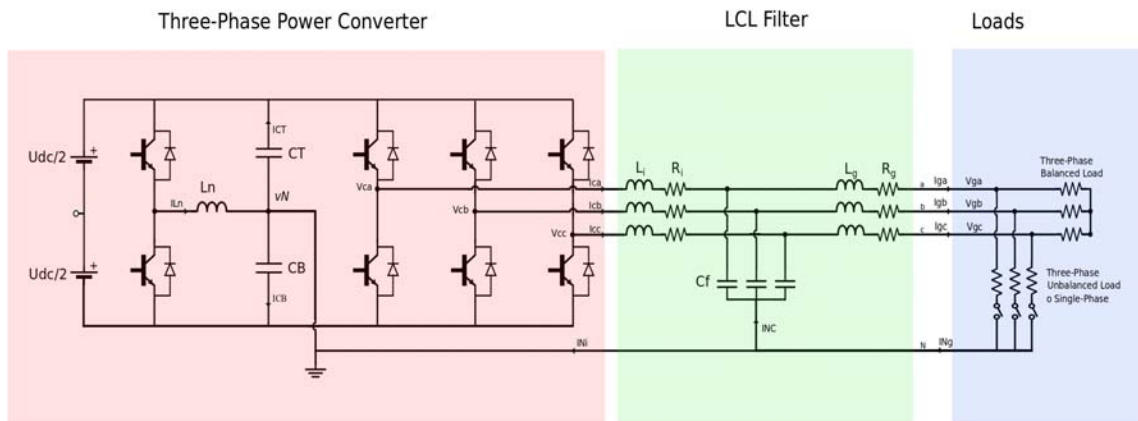 Three-Phase Power Converter
LCL Filter
Loads
Udc/2
+
ICT
CT
Ln
vN
ILn
Udc/2
+
CB
ICB
Vca
Vcb
Vcc
Ica
Icb
Icc
Li
Ri
Lg
Rg
a
b
c
Iga
Igb
Igc
Vga
Vgb
Vgc
Three-Phase
Balanced Load
Cf
INC
Three-Phase
Unbalanced Load
o Single-Phase
INi
N
INg